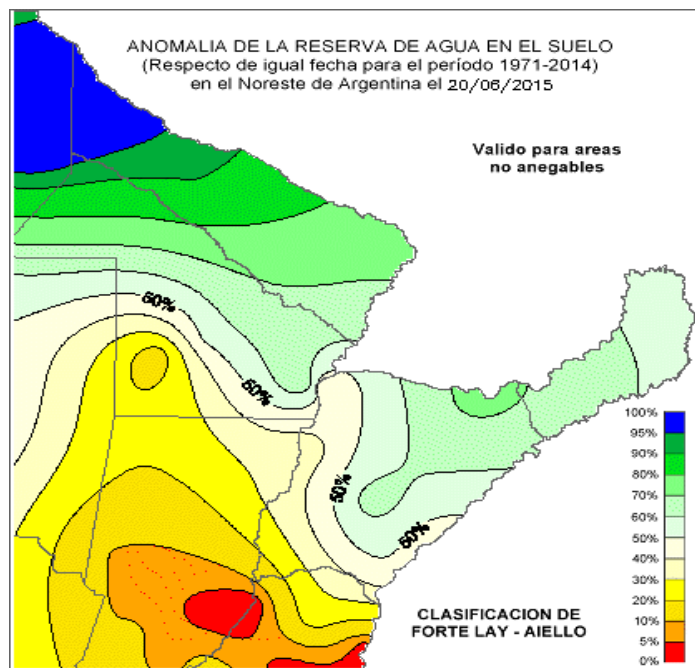 ANOMALIA DE LA RESERVA DE AGUA EN EL SUELO
(Respecto de igual fecha para el período 1971-2014)
en el Noreste de Argentina el 20/06/2015
Valido para areas
no anegables
50%
50%
50%
50%
100%
95%
90%
80%
70%
60%
50%
40%
30%
20%
10%
5%
0%
CLASIFICACION DE
FORTE LAY - AIELLO